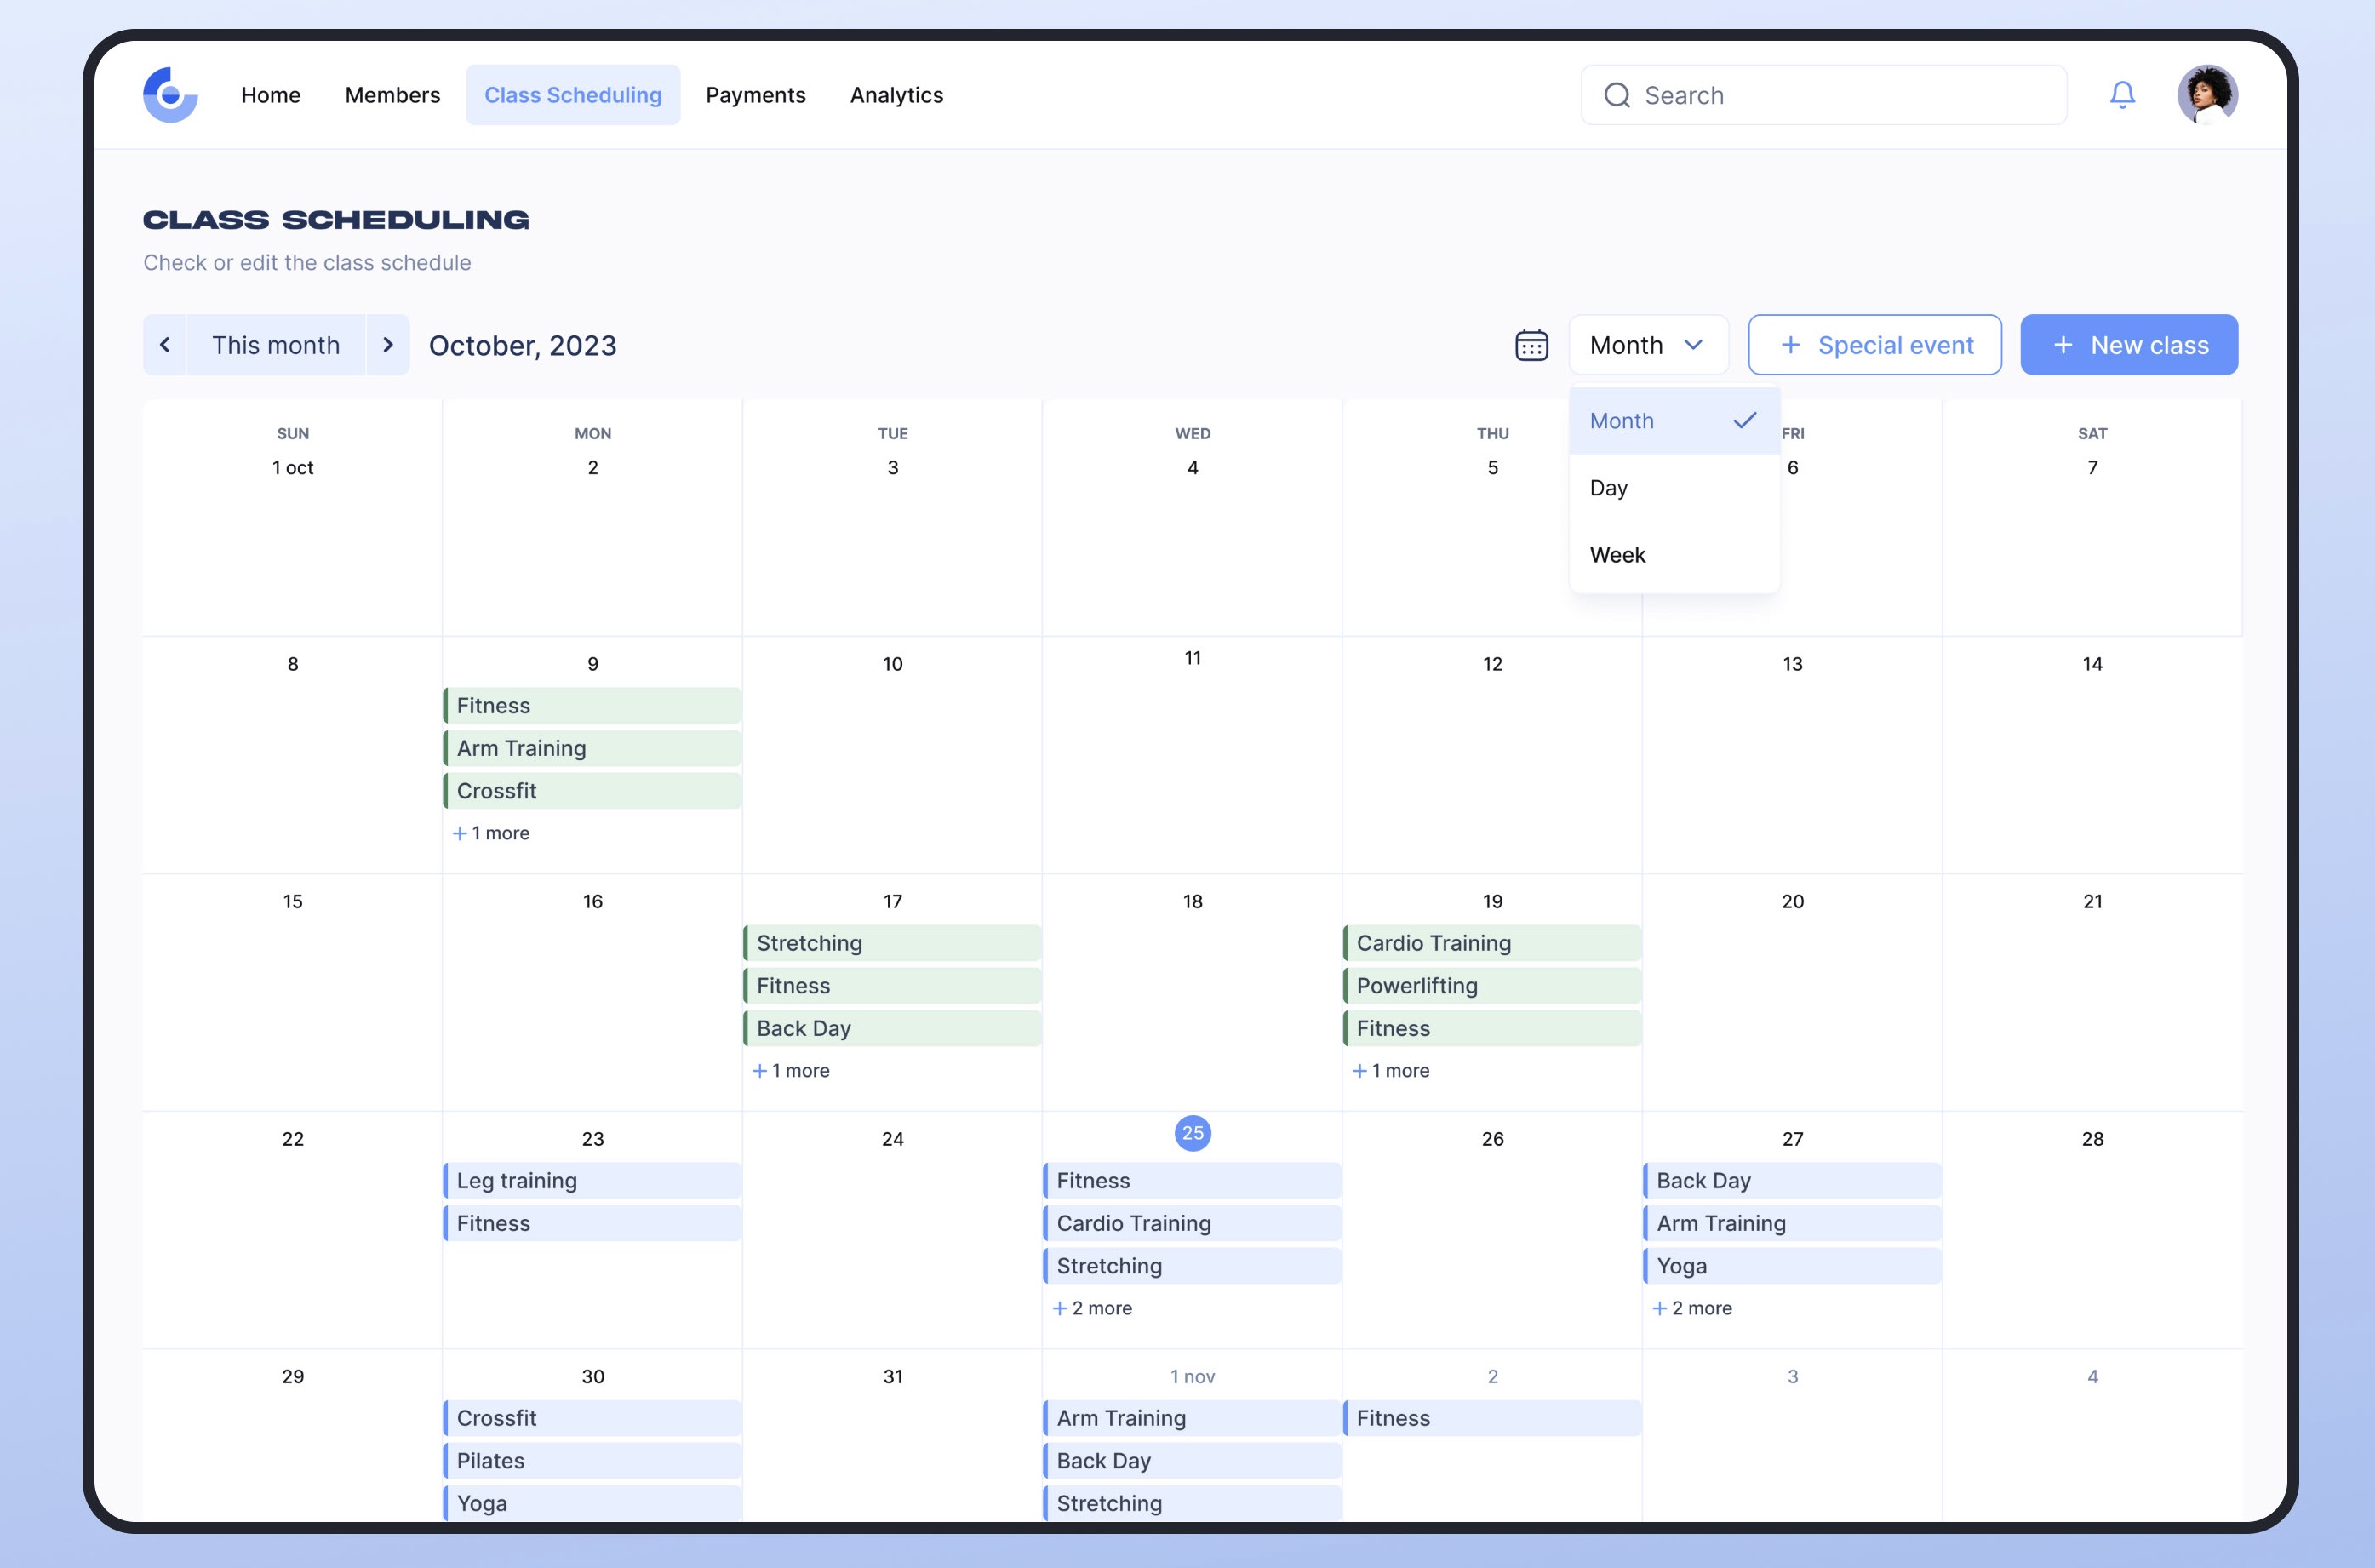 Home Members Class Scheduling Payments Analytics Search
CLASS SCHEDULING
Check or edit the class schedule
This month October, 2023 Month + Special event + New class
Month
Day
Week
SUN MON TUE WED THU FRI SAT
1 oct 2 3 4 5 6 7
8 9 10 11 12 13 14
Fitness
Arm Training
Crossfit
+ 1 more
15 16 17 18 19 20 21
Stretching Cardio Training
Fitness Powerlifting
Back Day Fitness
+ 1 more + 1 more
22 23 24 25 26 27 28
Leg training Fitness Back Day
Fitness Cardio Training Arm Training
Stretching Yoga
+ 2 more + 2 more
29 30 31 1 nov 2 3 4
Crossfit Arm Training Fitness
Pilates Back Day
Yoga Stretching